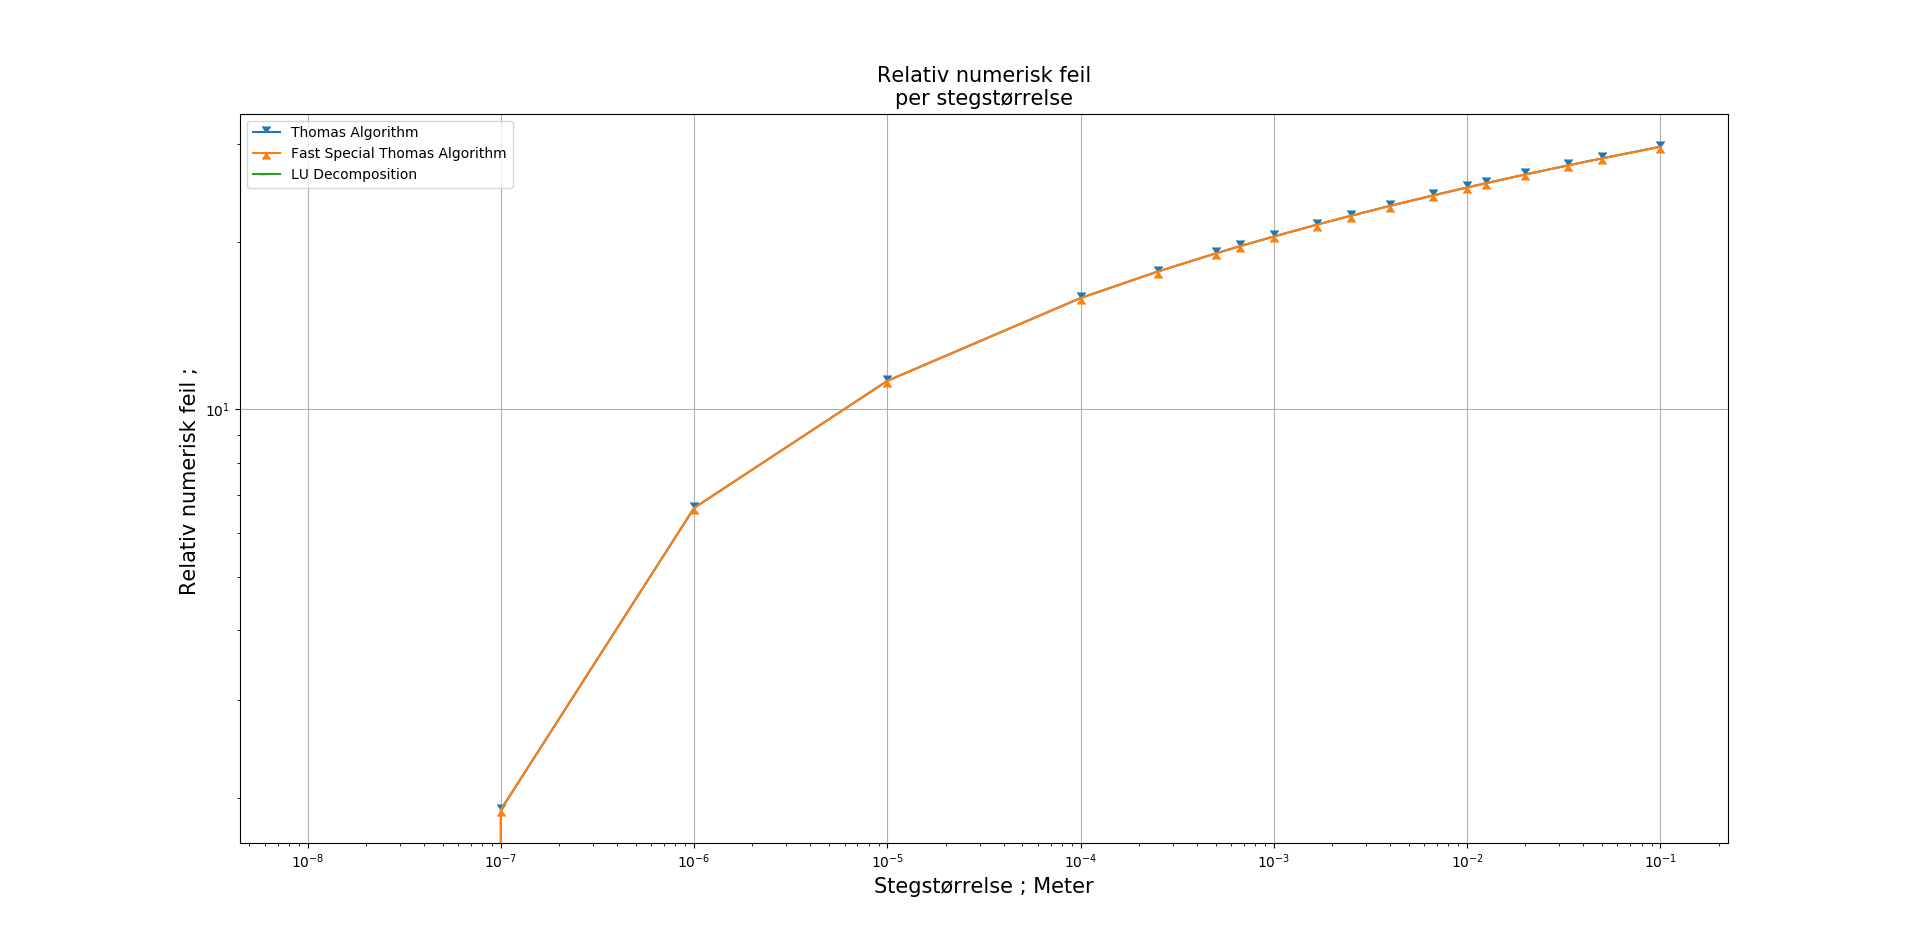 Relativ numerisk feil
per stegstørrelse
Thomas Algorithm
Fast Special Thomas Algorithm
LU Decomposition
Relativ numerisk feil ;
10¹
10⁻⁸ 10⁻⁷ 10⁻⁶ 10⁻⁵ 10⁻⁴ 10⁻³ 10⁻² 10⁻¹
Stegstørrelse ; Meter